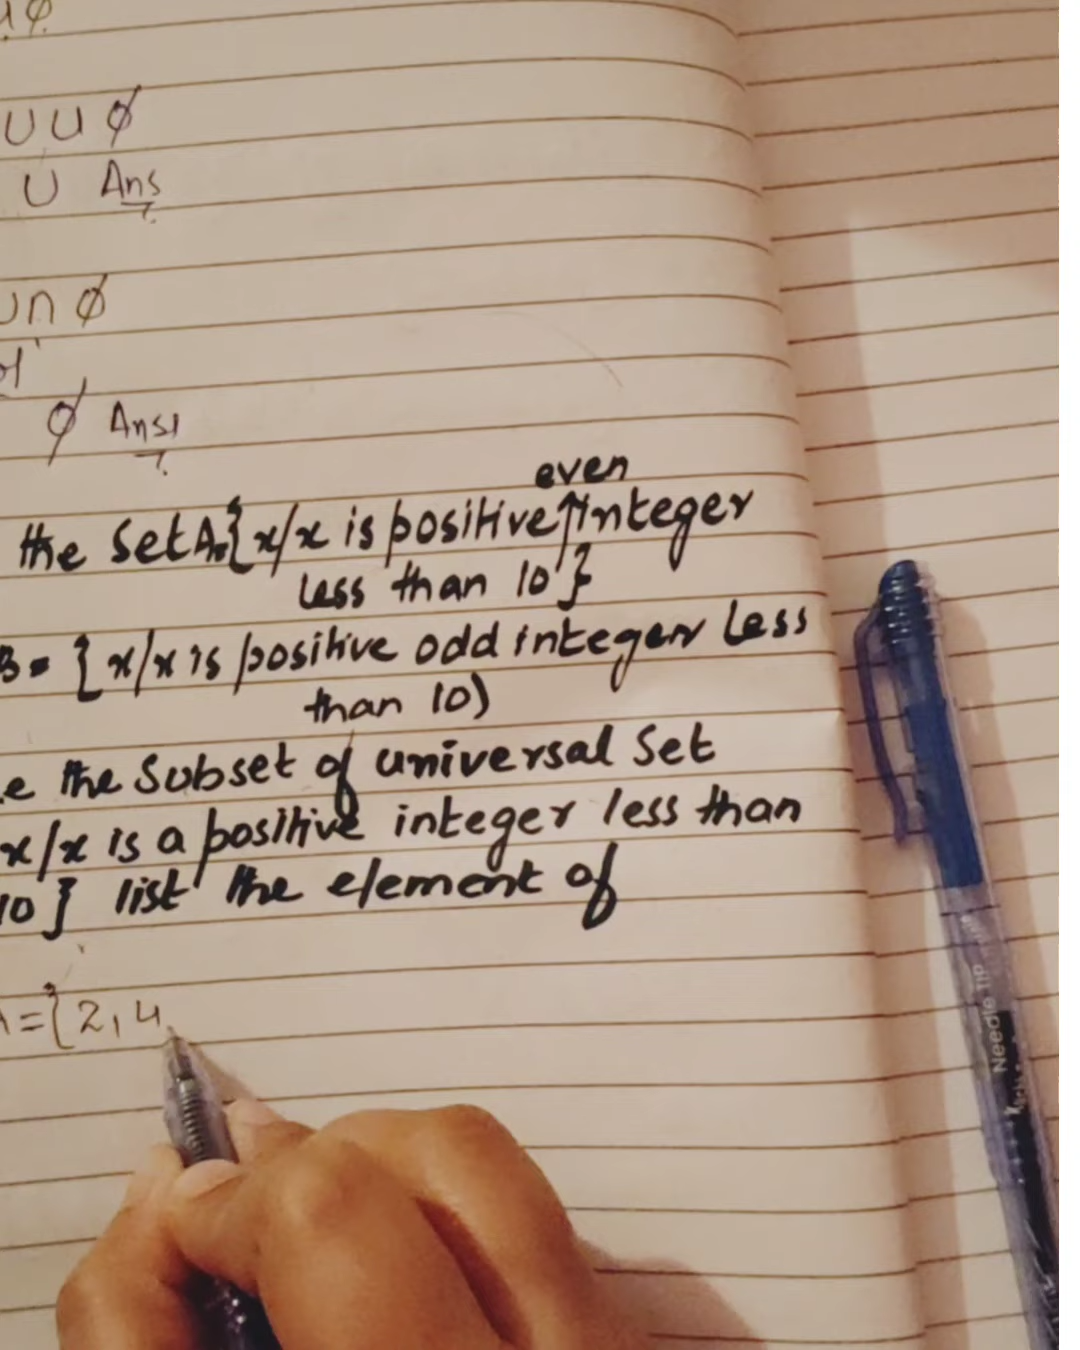 U U φ
U Ans
∩ φ
φ Ans
even
the Set A={x/x is positive↑integer
less than 10}
B= {x/x is positive odd integer Less
than 10)
the Subset of universal Set
x/x is a positive integer less than
10} list the element of
A={2, 4,
Needle TIP